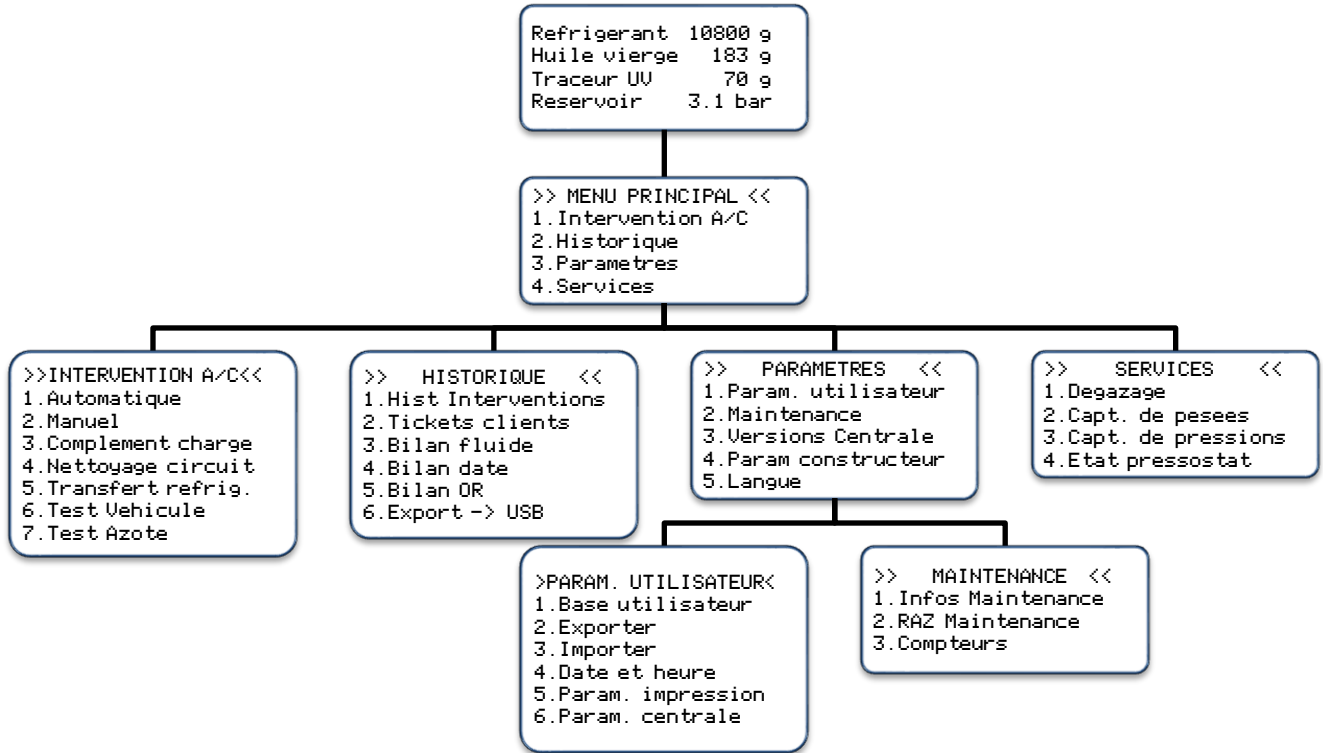 Refrigerant 10800 g
Huile vierge 183 g
Traceur UV 70 g
Reservoir 3.1 bar
>> MENU PRINCIPAL <<
1.Intervention A/C
2.Historique
3.Parametres
4.Services
>>INTERVENTION A/C<<
1.Automatique
2.Manuel
3.Complement charge
4.Nettoyage circuit
5.Transfert refrig.
6.Test Vehicule
7.Test Azote
>> HISTORIQUE <<
1.Hist Interventions
2.Tickets clients
3.Bilan fluide
4.Bilan date
5.Bilan OR
6.Export -> USB
>> PARAMETRES <<
1.Param. utilisateur
2.Maintenance
3.Versions Centrale
4.Param constructeur
5.Langue
>> SERVICES <<
1.Degazage
2.Capt. de pesees
3.Capt. de pressions
4.Etat pressostat
>PARAM. UTILISATEUR<
1.Base utilisateur
2.Exporter
3.Importer
4.Date et heure
5.Param. impression
6.Param. centrale
>> MAINTENANCE <<
1.Infos Maintenance
2.RAZ Maintenance
3.Compteurs